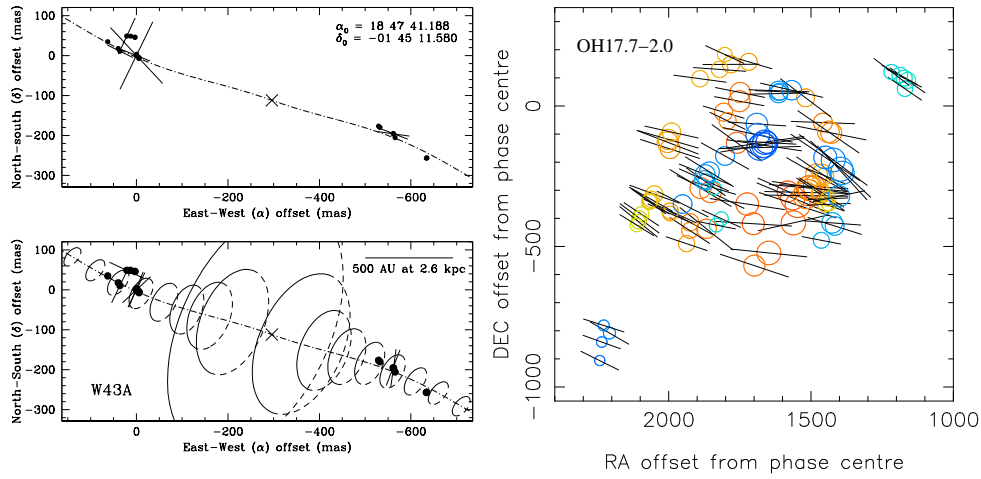 North-south (δ) offset (mas)
100
0
-100
-200
-300
α₀ = 18 47 41.188
δ₀ = -01 45 11.580
0
-200
-400
-600
East-West (α) offset (mas)
North-South (δ) offset (mas)
100
0
-100
-200
-300
500 AU at 2.6 kpc
W43A
0
-200
-400
-600
East-West (α) offset (mas)
DEC offset from phase centre
0
-500
-1000
OH17.7-2.0
2000
1500
1000
RA offset from phase centre